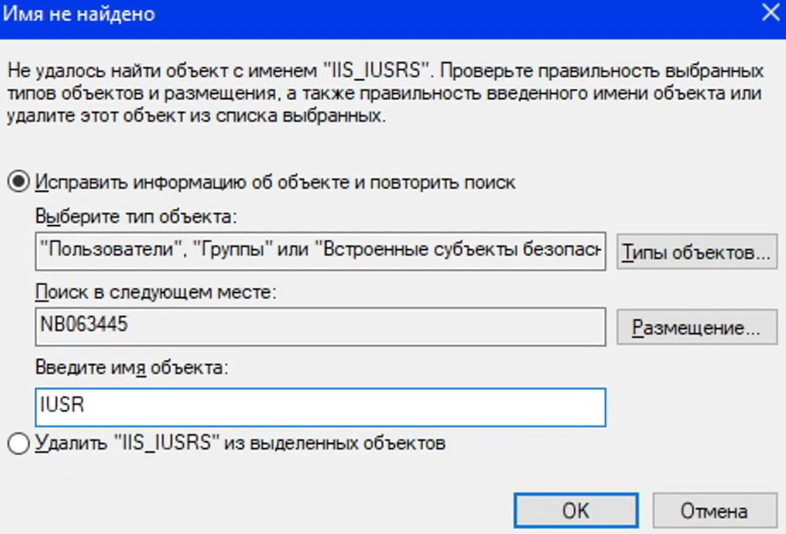 Имя не найдено
Не удалось найти объект с именем "IIS_IUSRS". Проверьте правильность выбранных
типов объектов и размещения, а также правильность введенного имени объекта или
удалите этот объект из списка выбранных.
Исправить информацию об объекте и повторить поиск
Выберите тип объекта:
"Пользователи", "Группы" или "Встроенные субъекты безопасн
Типы объектов...
Поиск в следующем месте:
NB063445
Размещение...
Введите имя объекта:
IUSR
Удалить "IIS_IUSRS" из выделенных объектов
OK
Отмена